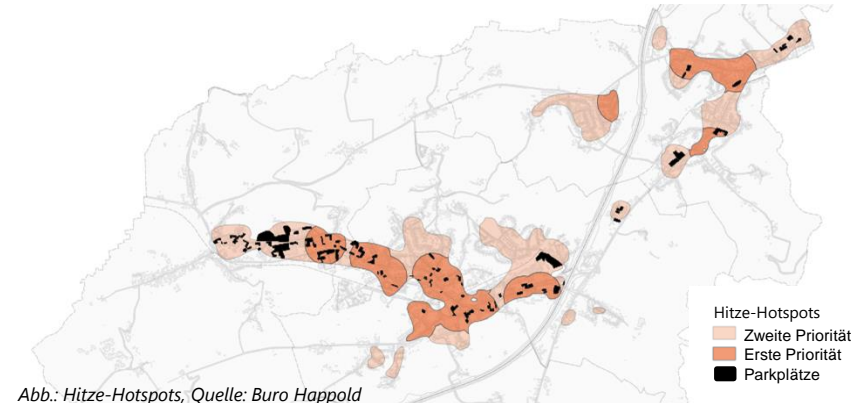 Hitze-Hotspots
Zweite Priorität
Erste Priorität
Parkplätze
Abb.: Hitze-Hotspots, Quelle: Buro Happold